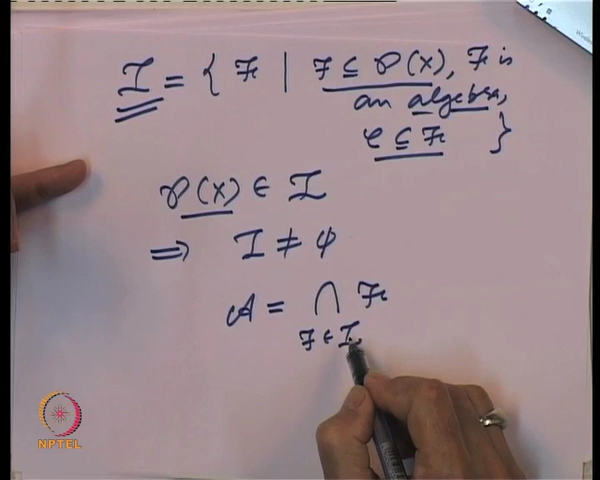 I = { F | F ⊆ P(X), F is
an algebra,
C ⊆ F }
P(X) ∈ I
⟹ I ≠ φ
A = ∩ F
F ∈ I
NPTEL